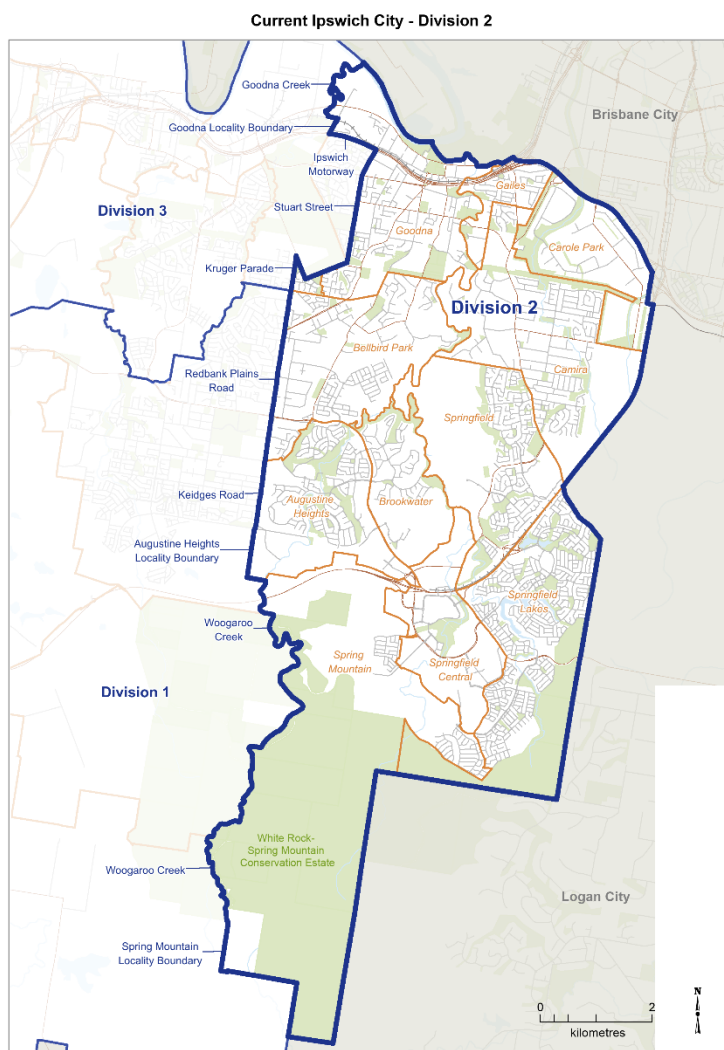 Current Ipswich City - Division 2
Goodna Creek
Brisbane City
Goodna Locality Boundary
Ipswich
Motorway
Gailes
Division 3
Stuart Street
Goodna
Carole Park
Kruger Parade
Division 2
Bellbird Park
Redbank Plains
Road
Camira
Springfield
Keidges Road
Augustine
Heights
Brookwater
Augustine Heights
Locality Boundary
Springfield
Lakes
Woogaroo
Creek
Spring
Mountain
Springfield
Central
Division 1
White Rock-
Spring Mountain
Conservation Estate
Woogaroo Creek
Logan City
Spring Mountain
Locality Boundary
N
0 2
kilometres